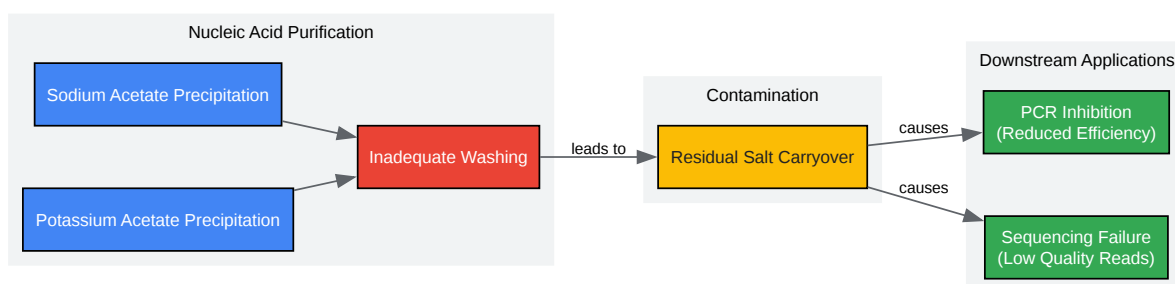 Nucleic Acid Purification
Sodium Acetate Precipitation
Potassium Acetate Precipitation
Inadequate Washing
leads to
Contamination
Residual Salt Carryover
causes
causes
Downstream Applications
PCR Inhibition
(Reduced Efficiency)
Sequencing Failure
(Low Quality Reads)